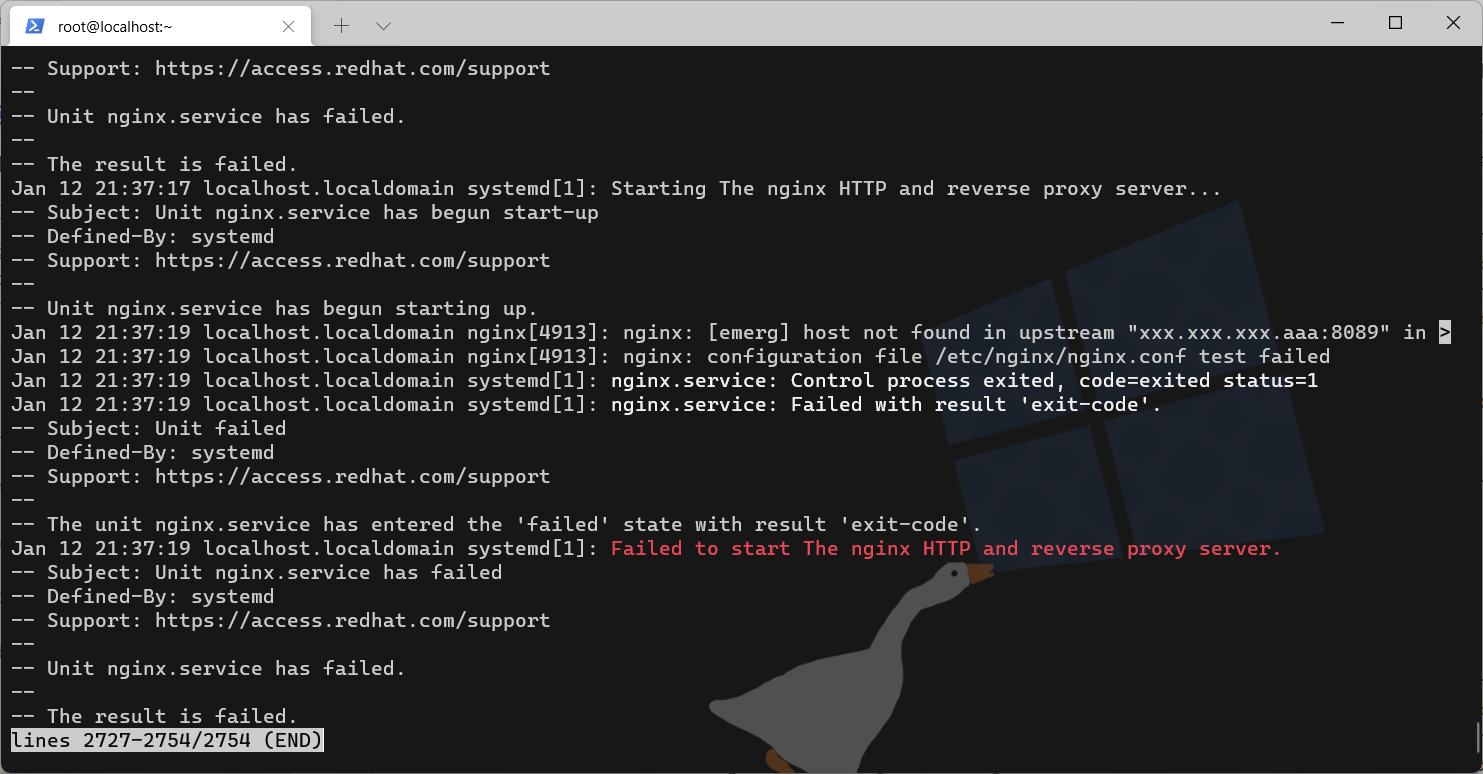 root@localhost:~
-- Support: https://access.redhat.com/support
--
-- Unit nginx.service has failed.
--
-- The result is failed.
Jan 12 21:37:17 localhost.localdomain systemd[1]: Starting The nginx HTTP and reverse proxy server...
-- Subject: Unit nginx.service has begun start-up
-- Defined-By: systemd
-- Support: https://access.redhat.com/support
--
-- Unit nginx.service has begun starting up.
Jan 12 21:37:19 localhost.localdomain nginx[4913]: nginx: [emerg] host not found in upstream "xxx.xxx.xxx.aaa:8089" in >
Jan 12 21:37:19 localhost.localdomain nginx[4913]: nginx: configuration file /etc/nginx/nginx.conf test failed
Jan 12 21:37:19 localhost.localdomain systemd[1]: nginx.service: Control process exited, code=exited status=1
Jan 12 21:37:19 localhost.localdomain systemd[1]: nginx.service: Failed with result 'exit-code'.
-- Subject: Unit failed
-- Defined-By: systemd
-- Support: https://access.redhat.com/support
--
-- The unit nginx.service has entered the 'failed' state with result 'exit-code'.
Jan 12 21:37:19 localhost.localdomain systemd[1]: Failed to start The nginx HTTP and reverse proxy server.
-- Subject: Unit nginx.service has failed
-- Defined-By: systemd
-- Support: https://access.redhat.com/support
--
-- Unit nginx.service has failed.
--
-- The result is failed.
lines 2727-2754/2754 (END)